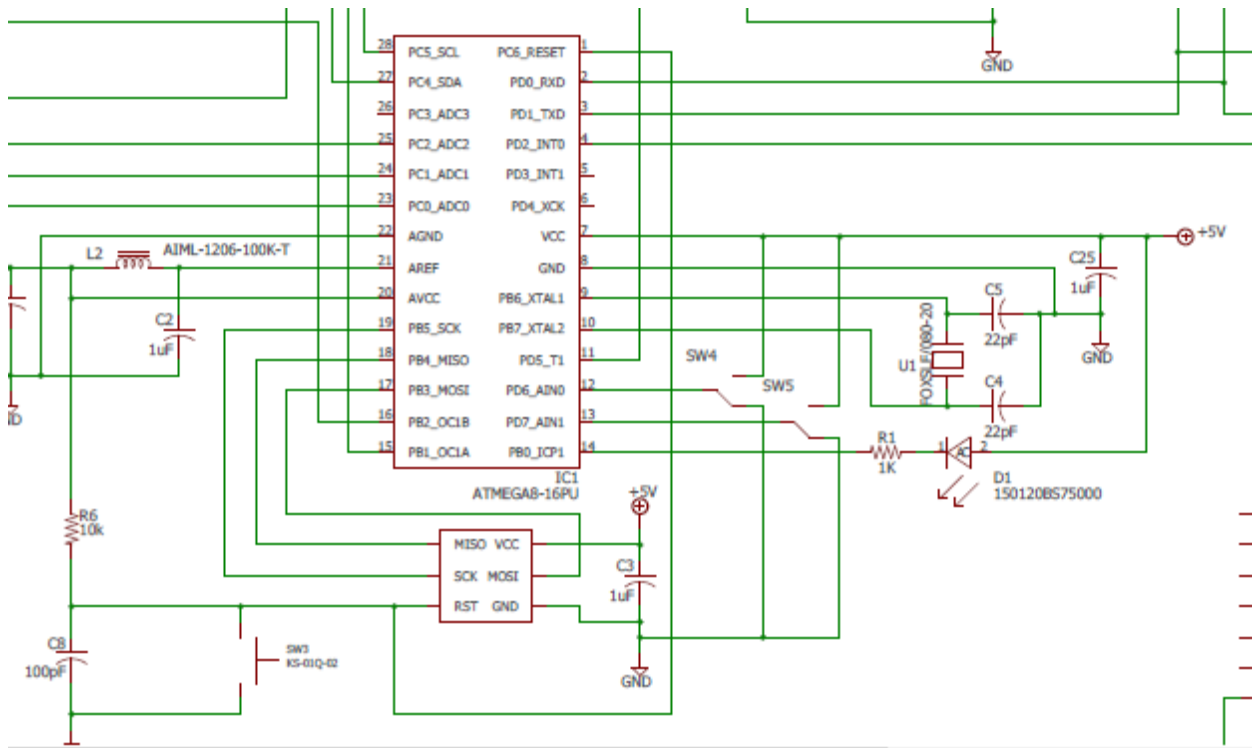 GND
28 PC5_SCL PC6_RESET 1
27 PC4_SDA PD0_RXD 2
26 PC3_ADC3 PD1_TXD 3
25 PC2_ADC2 PD2_INT0 4
24 PC1_ADC1 PD3_INT1 5
23 PC0_ADC0 PD4_XCK 6
22 AGND VCC 7
21 AREF GND 8
20 AVCC PB6_XTAL1 9
19 PB5_SCK PB7_XTAL2 10
18 PB4_MISO PD5_T1 11
17 PB3_MOSI PD6_AIN0 12
16 PB2_OC1B PD7_AIN1 13
15 PB1_OC1A PB0_ICP1 14
IC1
ATMEGA8-16PU
L2 AIML-1206-100K-T
C2
1uF
+5V
C25
1uF
GND
C5
22pF
U1
FOXSLF/080-20
C4
22pF
SW4
SW5
R1
1K
1 AC 2
D1
150120BS75000
+5V
MISO VCC
SCK MOSI
RST GND
C3
1uF
GND
R6
10k
C8
100pF
SW3
KS-01Q-02